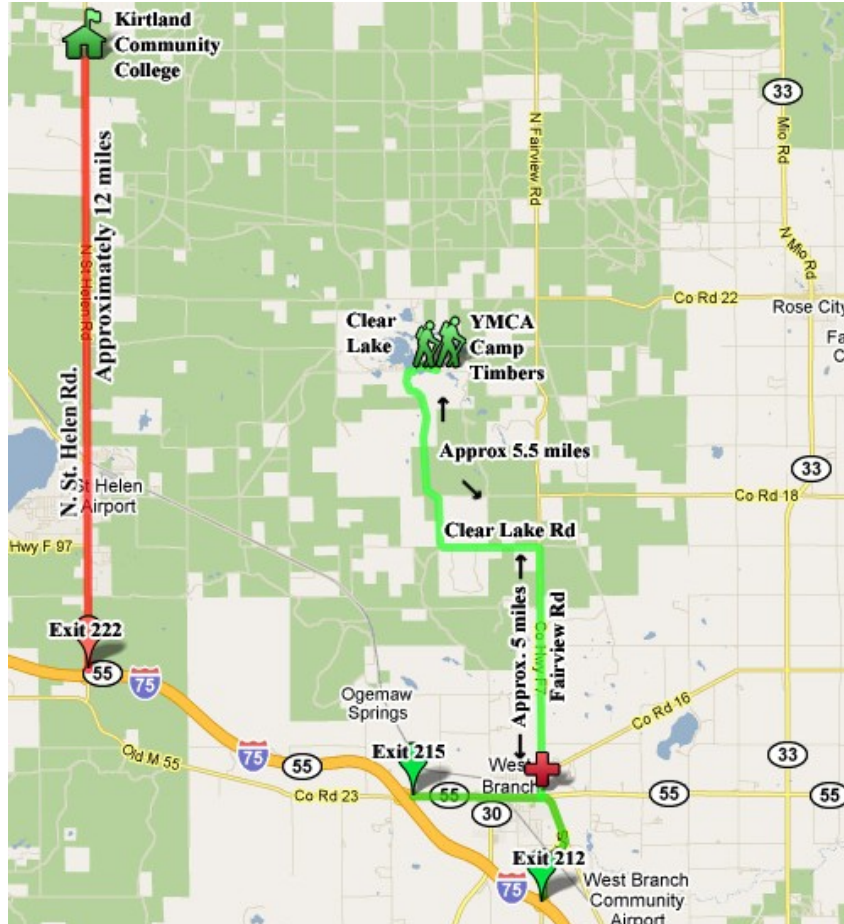 Kirtland
Community
College
33
Mio Rd
N Fairview Rd
N Mio Rd
Approximately 12 miles
N St Helen Rd
N. St. Helen Rd.
Co Rd 22
Rose City
Clear
Lake
YMCA
Camp
Timbers
Approx 5.5 miles
33
Co Rd 18
St Helen
Airport
Clear Lake Rd
Hwy F 97
Approx. 5 miles
Co Hwy F7
Fairview Rd
Exit 222
55
75
Ogemaw
Springs
Co Rd 16
Old M 55
75
55
Exit 215
West
Branch
33
Co Rd 23
55
55
55
30
Exit 212
75
West Branch
Community
Airport